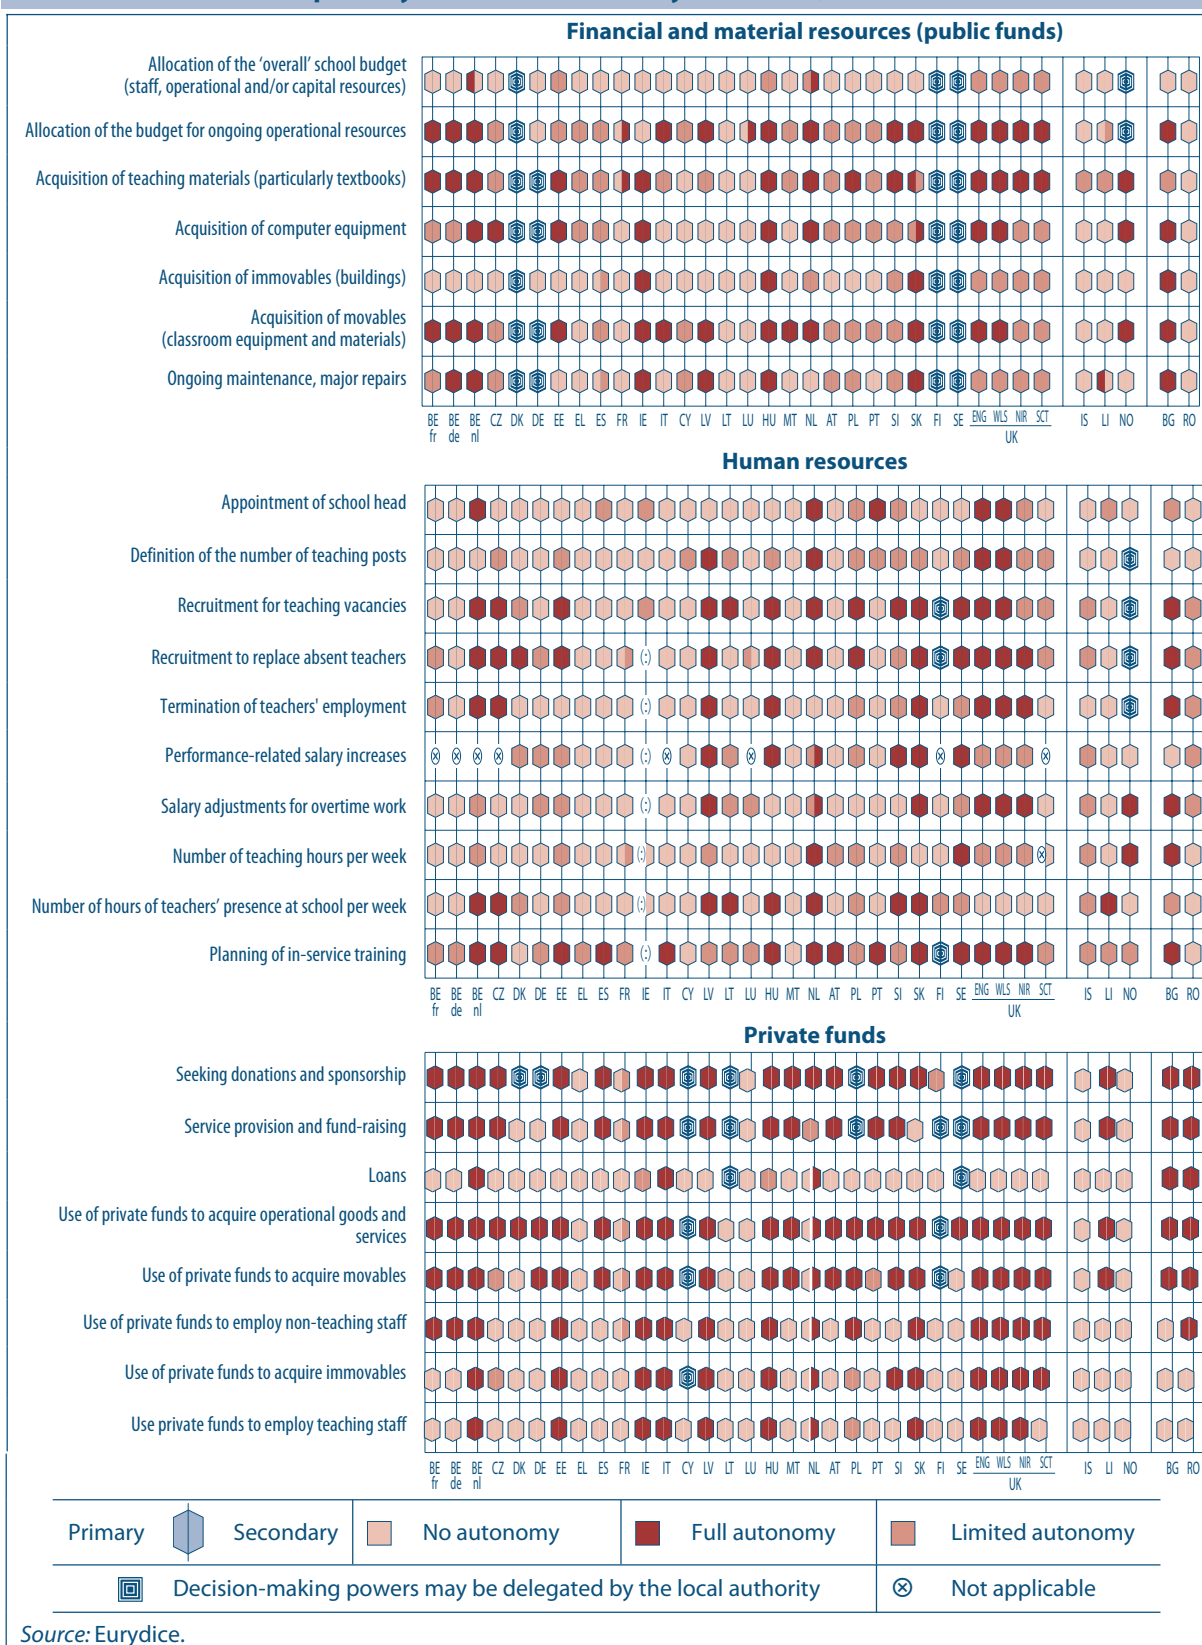 Financial and material resources (public funds)
Allocation of the ‘overall’ school budget
(staff, operational and/or capital resources)
Allocation of the budget for ongoing operational resources
Acquisition of teaching materials (particularly textbooks)
Acquisition of computer equipment
Acquisition of immovables (buildings)
Acquisition of movables
(classroom equipment and materials)
Ongoing maintenance, major repairs
BE BE BE CZ DK DE EE EL ES FR IE IT CY LV LT LU HU MT NL AT PL PT SI SK FI SE ENG WLS NIR SCT IS LI NO BG RO
fr de nl UK
Human resources
Appointment of school head
Definition of the number of teaching posts
Recruitment for teaching vacancies
Recruitment to replace absent teachers
(:)
Termination of teachers' employment
(:)
Performance-related salary increases
(:)
Salary adjustments for overtime work
(:)
Number of teaching hours per week
(:)
Number of hours of teachers’ presence at school per week
(:)
Planning of in-service training
(:)
BE BE BE CZ DK DE EE EL ES FR IE IT CY LV LT LU HU MT NL AT PL PT SI SK FI SE ENG WLS NIR SCT IS LI NO BG RO
fr de nl UK
Private funds
Seeking donations and sponsorship
Service provision and fund-raising
Loans
Use of private funds to acquire operational goods and
services
Use of private funds to acquire movables
Use of private funds to employ non-teaching staff
Use of private funds to acquire immovables
Use private funds to employ teaching staff
BE BE BE CZ DK DE EE EL ES FR IE IT CY LV LT LU HU MT NL AT PL PT SI SK FI SE ENG WLS NIR SCT IS LI NO BG RO
fr de nl UK
Primary Secondary No autonomy Full autonomy Limited autonomy
Decision-making powers may be delegated by the local authority Not applicable
Source: Eurydice.